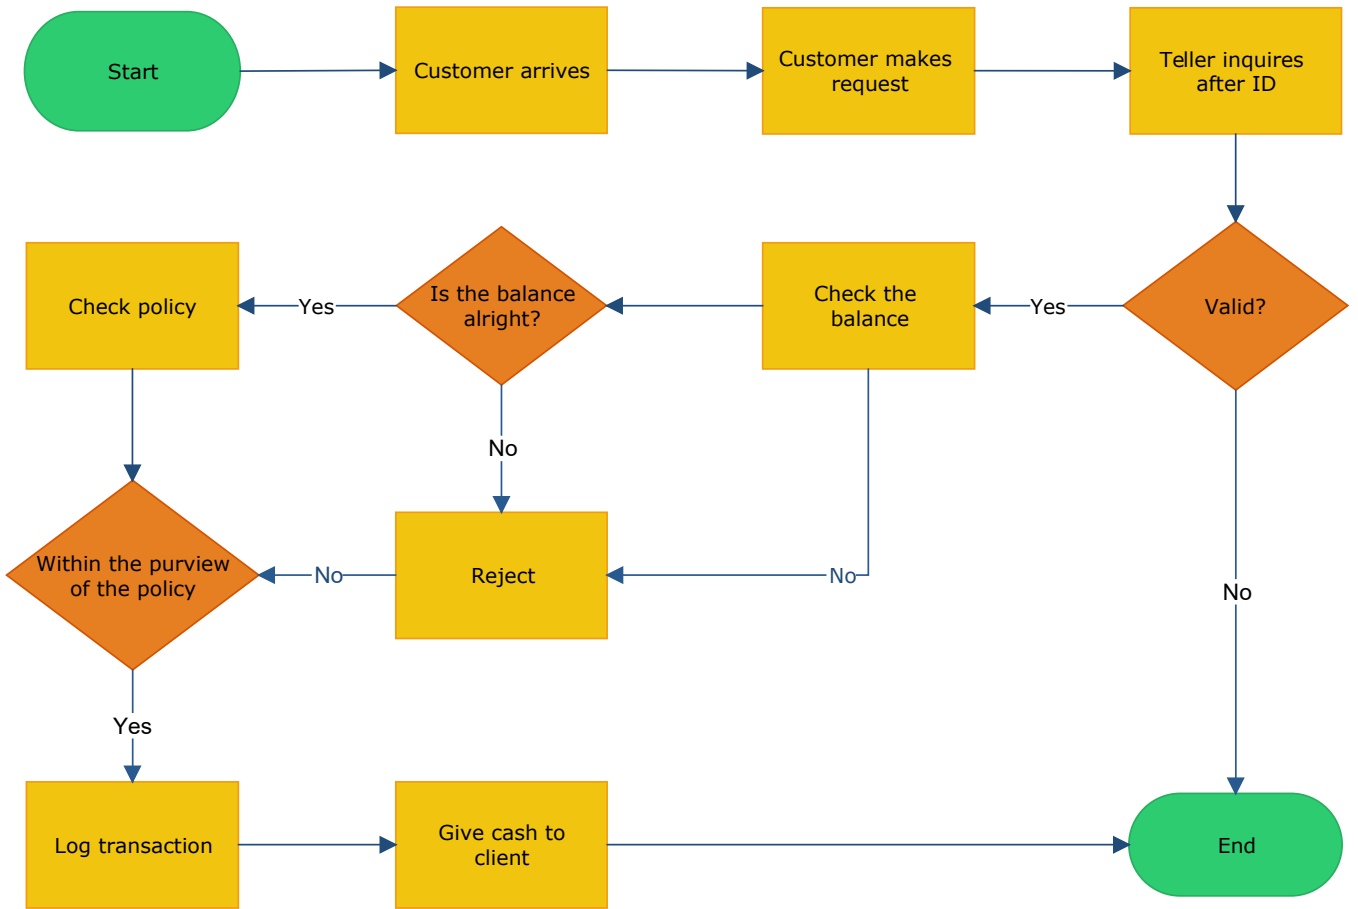 Start
Customer arrives
Customer makes
request
Teller inquires
after ID
Check policy
Yes
Is the balance
alright?
Check the
balance
Yes
Valid?
No
Within the purview
of the policy
No
Reject
No
No
Yes
Log transaction
Give cash to
client
End